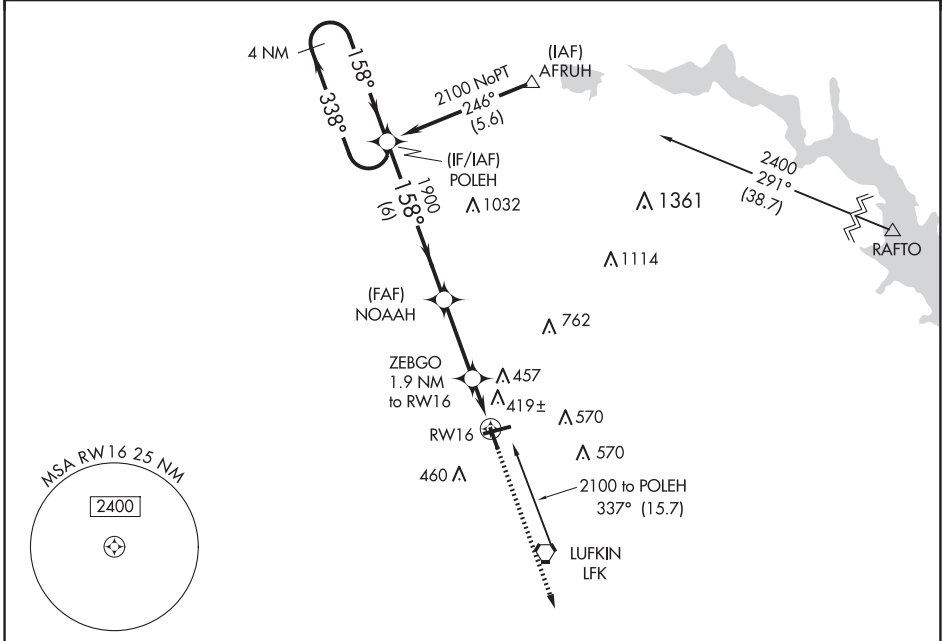 4 NM
158°
338°
(IAF)
AFRUH
2100 NoPT
246°
(5.6)
(IF/IAF)
POLEH
1900
158°
(6)
1032
1361
2400
291°
(38.7)
RAFTO
1114
(FAF)
NOAAH
762
ZEBGO
1.9 NM
to RW16
457
419±
570
RW16
570
460
2100 to POLEH
337° (15.7)
LUFKIN
LFK
MSA RW16 25 NM
2400